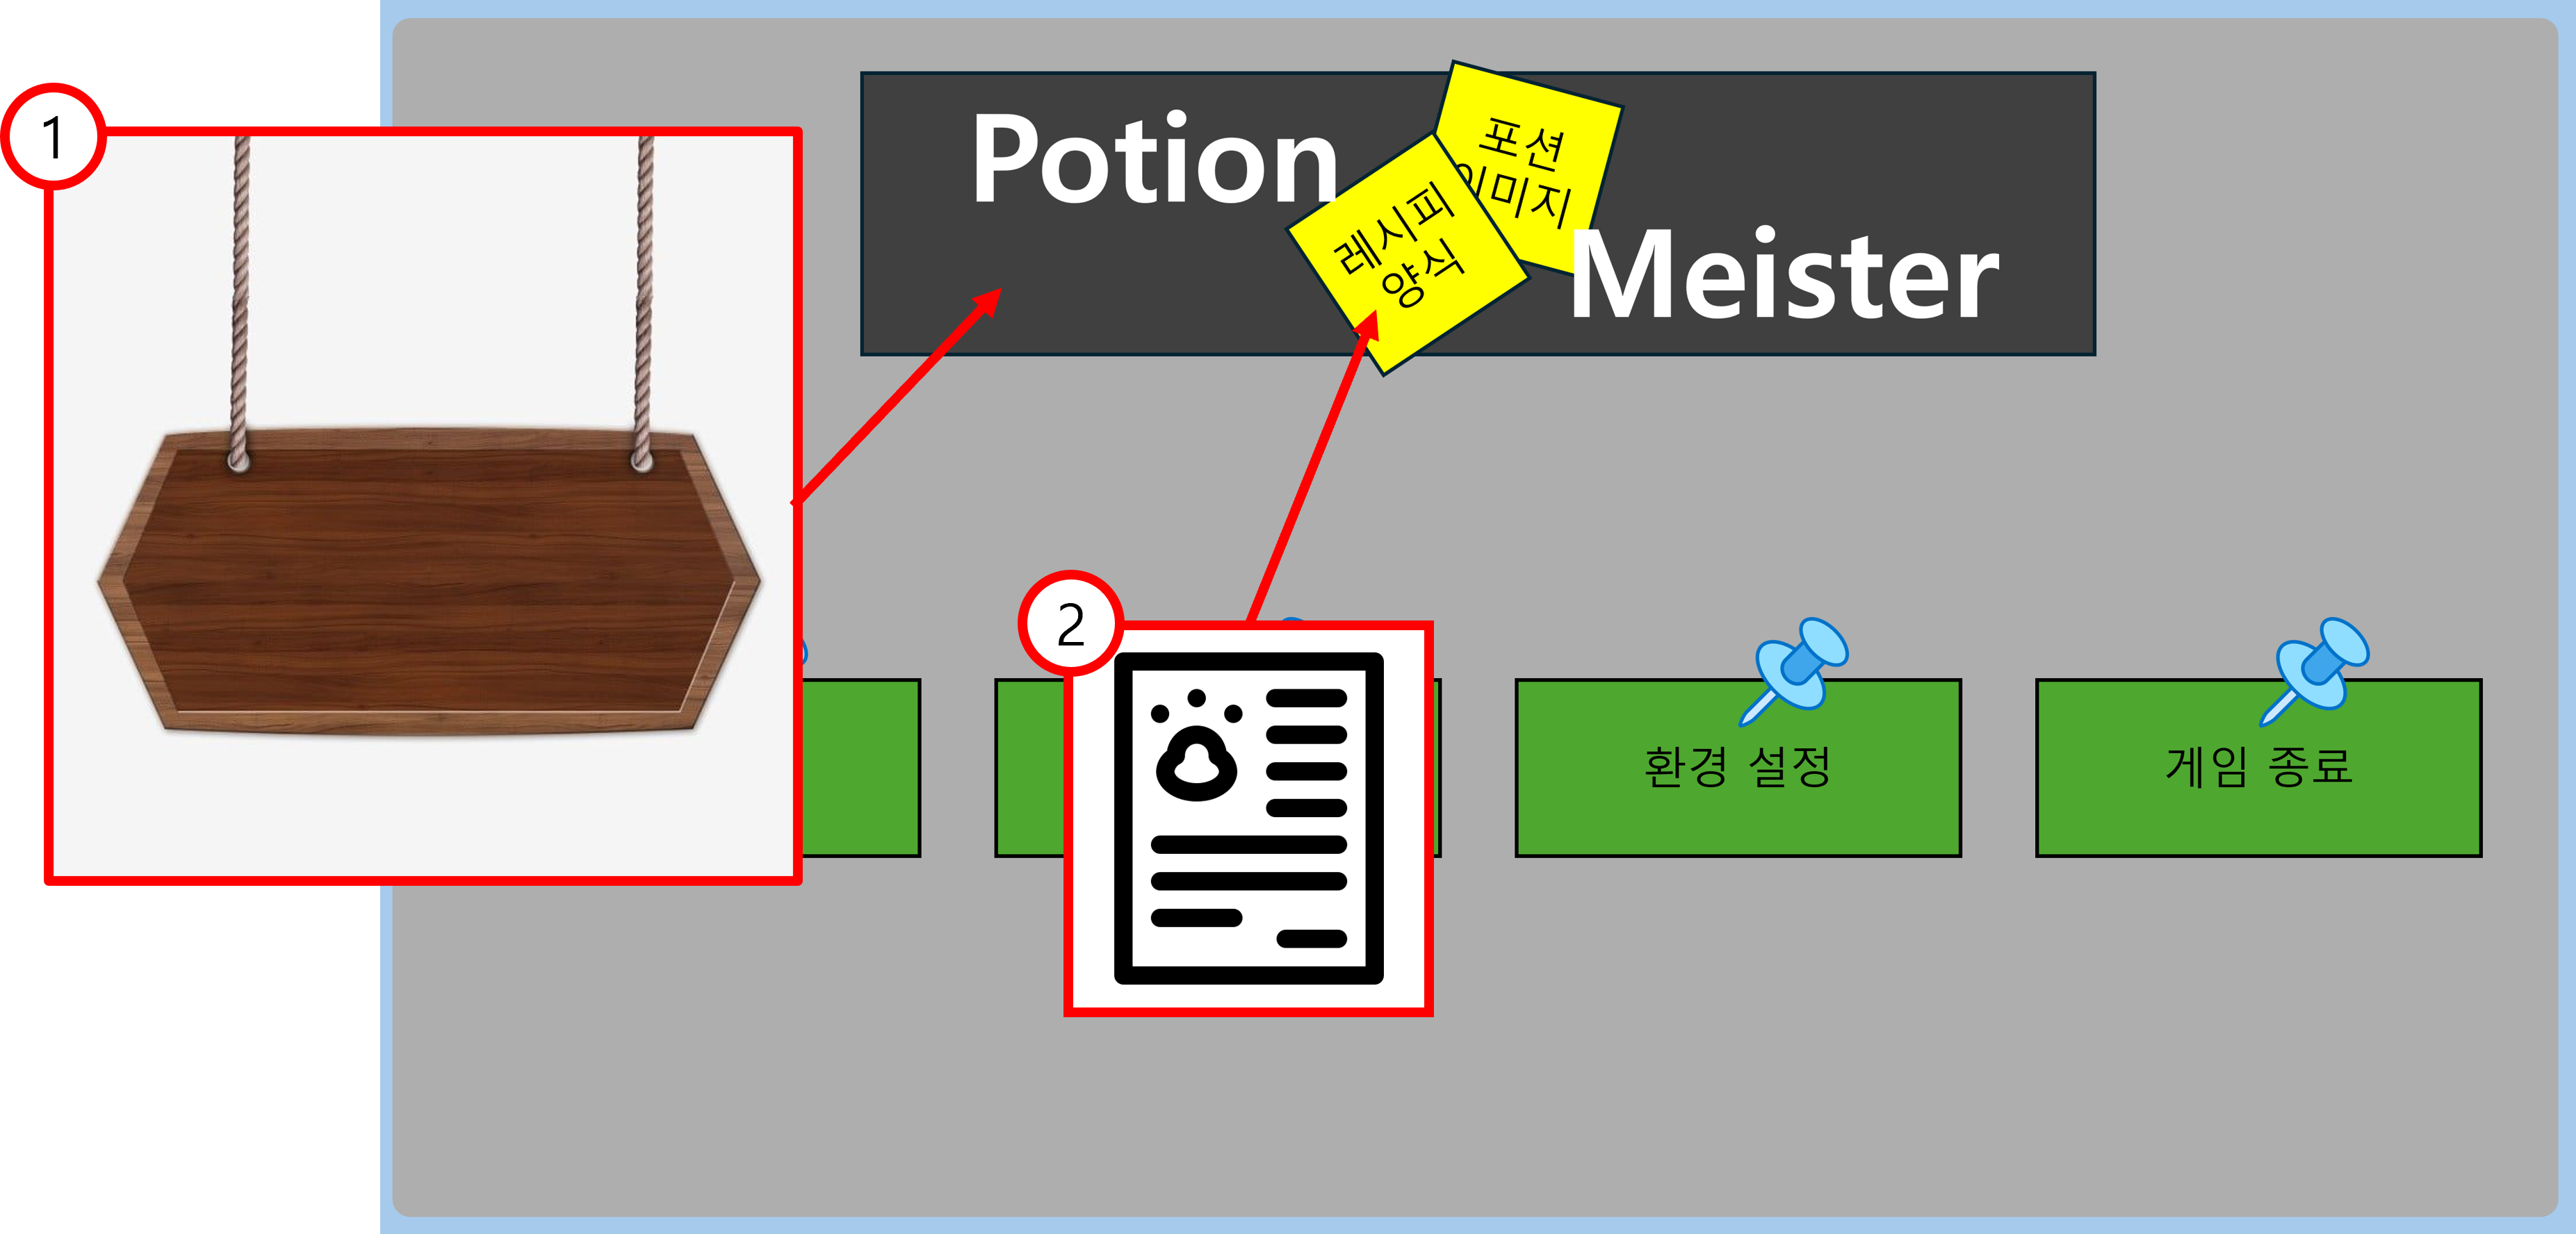 1
Potion
포션
이미지
레시피
양식
Meister
2
환경 설정
게임 종료